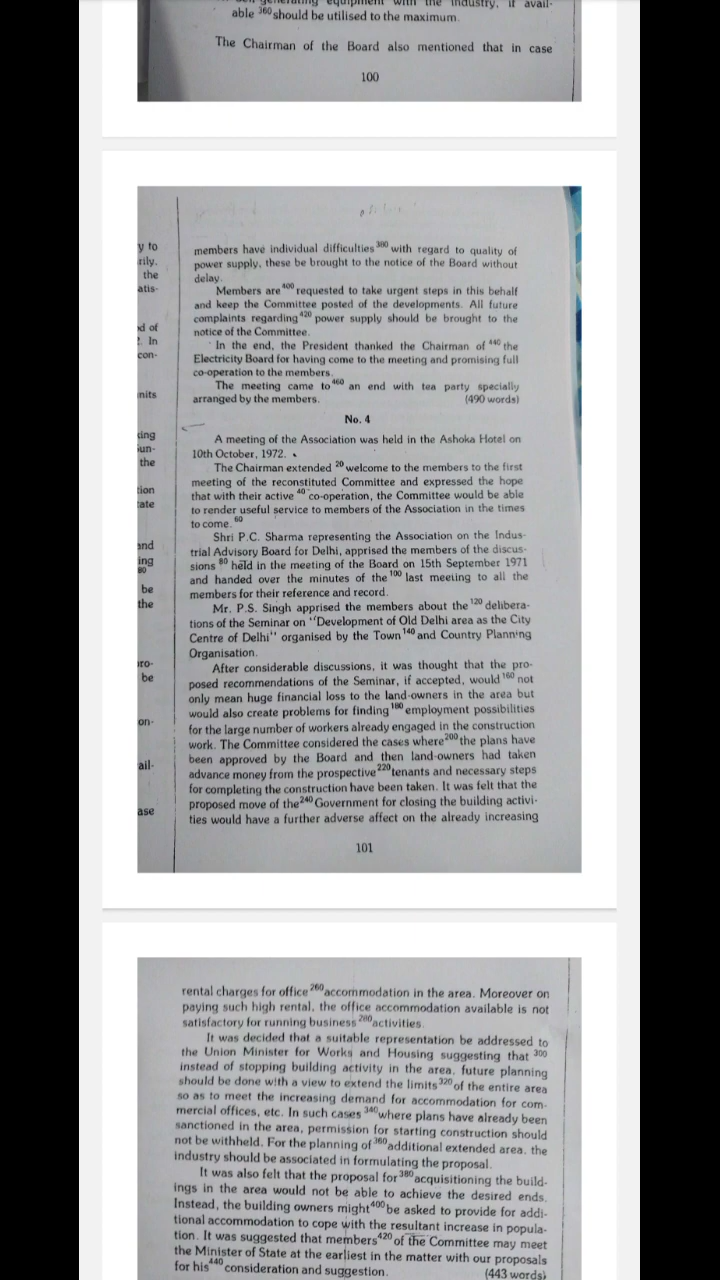 generating equipment with the industry, if avail-
able 360 should be utilised to the maximum.
The Chairman of the Board also mentioned that in case
100
y to
rily.
the
atis-
d of
2. In
con-
nits
ing
un-
the
tion
tate
and
ing
80
be
the
pro-
be
on-
ail-
ase
members have individual difficulties 380 with regard to quality of
power supply, these be brought to the notice of the Board without
delay.
Members are 400 requested to take urgent steps in this behalf
and keep the Committee posted of the developments. All future
complaints regarding 420 power supply should be brought to the
notice of the Committee.
In the end, the President thanked the Chairman of 440 the
Electricity Board for having come to the meeting and promising full
co-operation to the members.
The meeting came to 460 an end with tea party specially
arranged by the members. (490 words)
No. 4
A meeting of the Association was held in the Ashoka Hotel on
10th October, 1972.
The Chairman extended 20 welcome to the members to the first
meeting of the reconstituted Committee and expressed the hope
that with their active 40 co-operation, the Committee would be able
to render useful service to members of the Association in the times
to come. 60
Shri P.C. Sharma representing the Association on the Indus-
trial Advisory Board for Delhi, apprised the members of the discus-
sions 80 held in the meeting of the Board on 15th September 1971
and handed over the minutes of the 100 last meeting to all the
members for their reference and record.
Mr. P.S. Singh apprised the members about the 120 delibera-
tions of the Seminar on "Development of Old Delhi area as the City
Centre of Delhi" organised by the Town 140 and Country Planning
Organisation.
After considerable discussions, it was thought that the pro-
posed recommendations of the Seminar, if accepted, would 160 not
only mean huge financial loss to the land-owners in the area but
would also create problems for finding 180 employment possibilities
for the large number of workers already engaged in the construction
work. The Committee considered the cases where 200 the plans have
been approved by the Board and then land-owners had taken
advance money from the prospective 220 tenants and necessary steps
for completing the construction have been taken. It was felt that the
proposed move of the 240 Government for closing the building activi-
ties would have a further adverse affect on the already increasing
101
rental charges for office 260 accommodation in the area. Moreover on
paying such high rental, the office accommodation available is not
satisfactory for running business 280 activities.
It was decided that a suitable representation be addressed to
the Union Minister for Works and Housing suggesting that 300
instead of stopping building activity in the area, future planning
should be done with a view to extend the limits 320 of the entire area
so as to meet the increasing demand for accommodation for com-
mercial offices, etc. In such cases 340 where plans have already been
sanctioned in the area, permission for starting construction should
not be withheld. For the planning of 360 additional extended area, the
industry should be associated in formulating the proposal.
It was also felt that the proposal for 380 acquisitioning the build-
ings in the area would not be able to achieve the desired ends.
Instead, the building owners might 400 be asked to provide for addi-
tional accommodation to cope with the resultant increase in popula-
tion. It was suggested that members 420 of the Committee may meet
the Minister of State at the earliest in the matter with our proposals
for his 440 consideration and suggestion. (443 words)